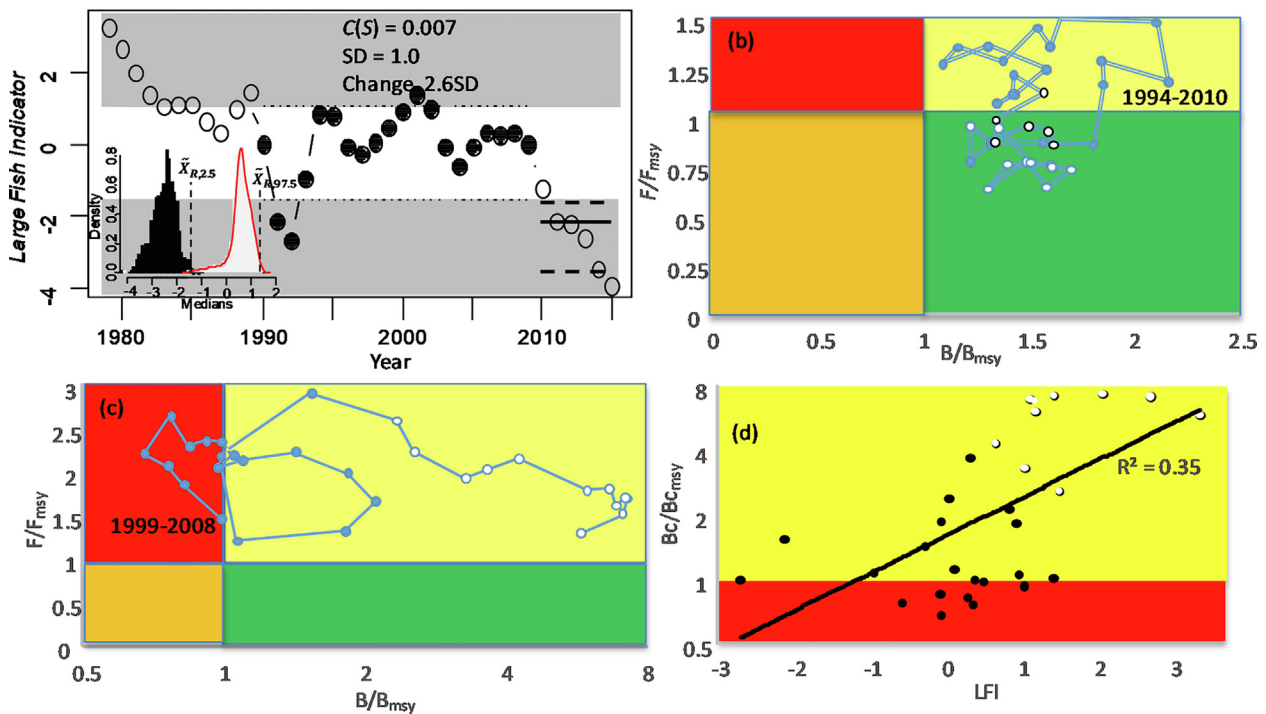 C(S) = 0.007
SD = 1.0
Change -2.6SD
Large Fish Indicator
2
0
-2
-4
0.8
0.6
0.4
0.2
0.0
Density
X̃R,2.5
X̃R,97.5
-4 -3 -2 -1 0 1 2
Medians
1980 1990 2000 2010
Year
(b)
1.5
1.25
1
0.75
0.5
0.25
0
F/Fmsy
1994-2010
0 0.5 1 1.5 2 2.5
B/Bmsy
(c)
3
2.5
2
1.5
1
0.5
0
F/Fmsy
1999-2008
0.5 1 2 4 8
B/Bmsy
(d)
8
4
2
1
0.5
Bc/Bcmsy
R² = 0.35
-3 -2 -1 0 1 2 3
LFI